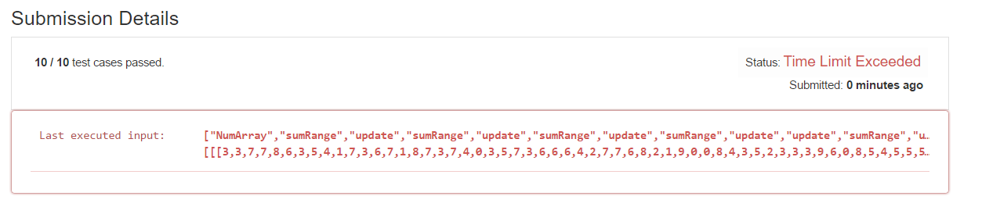 Submission Details
10 / 10 test cases passed.
Status: Time Limit Exceeded
Submitted: 0 minutes ago
Last executed input:
["NumArray","sumRange","update","sumRange","update","sumRange","update","sumRange","update","update","sumRange","u…
[[[3,3,7,7,8,6,3,5,4,1,7,3,6,7,1,8,7,3,7,4,0,3,5,7,3,6,6,6,4,2,7,7,6,8,2,1,9,0,0,8,4,3,5,2,3,3,3,9,6,0,8,5,4,5,5,5…